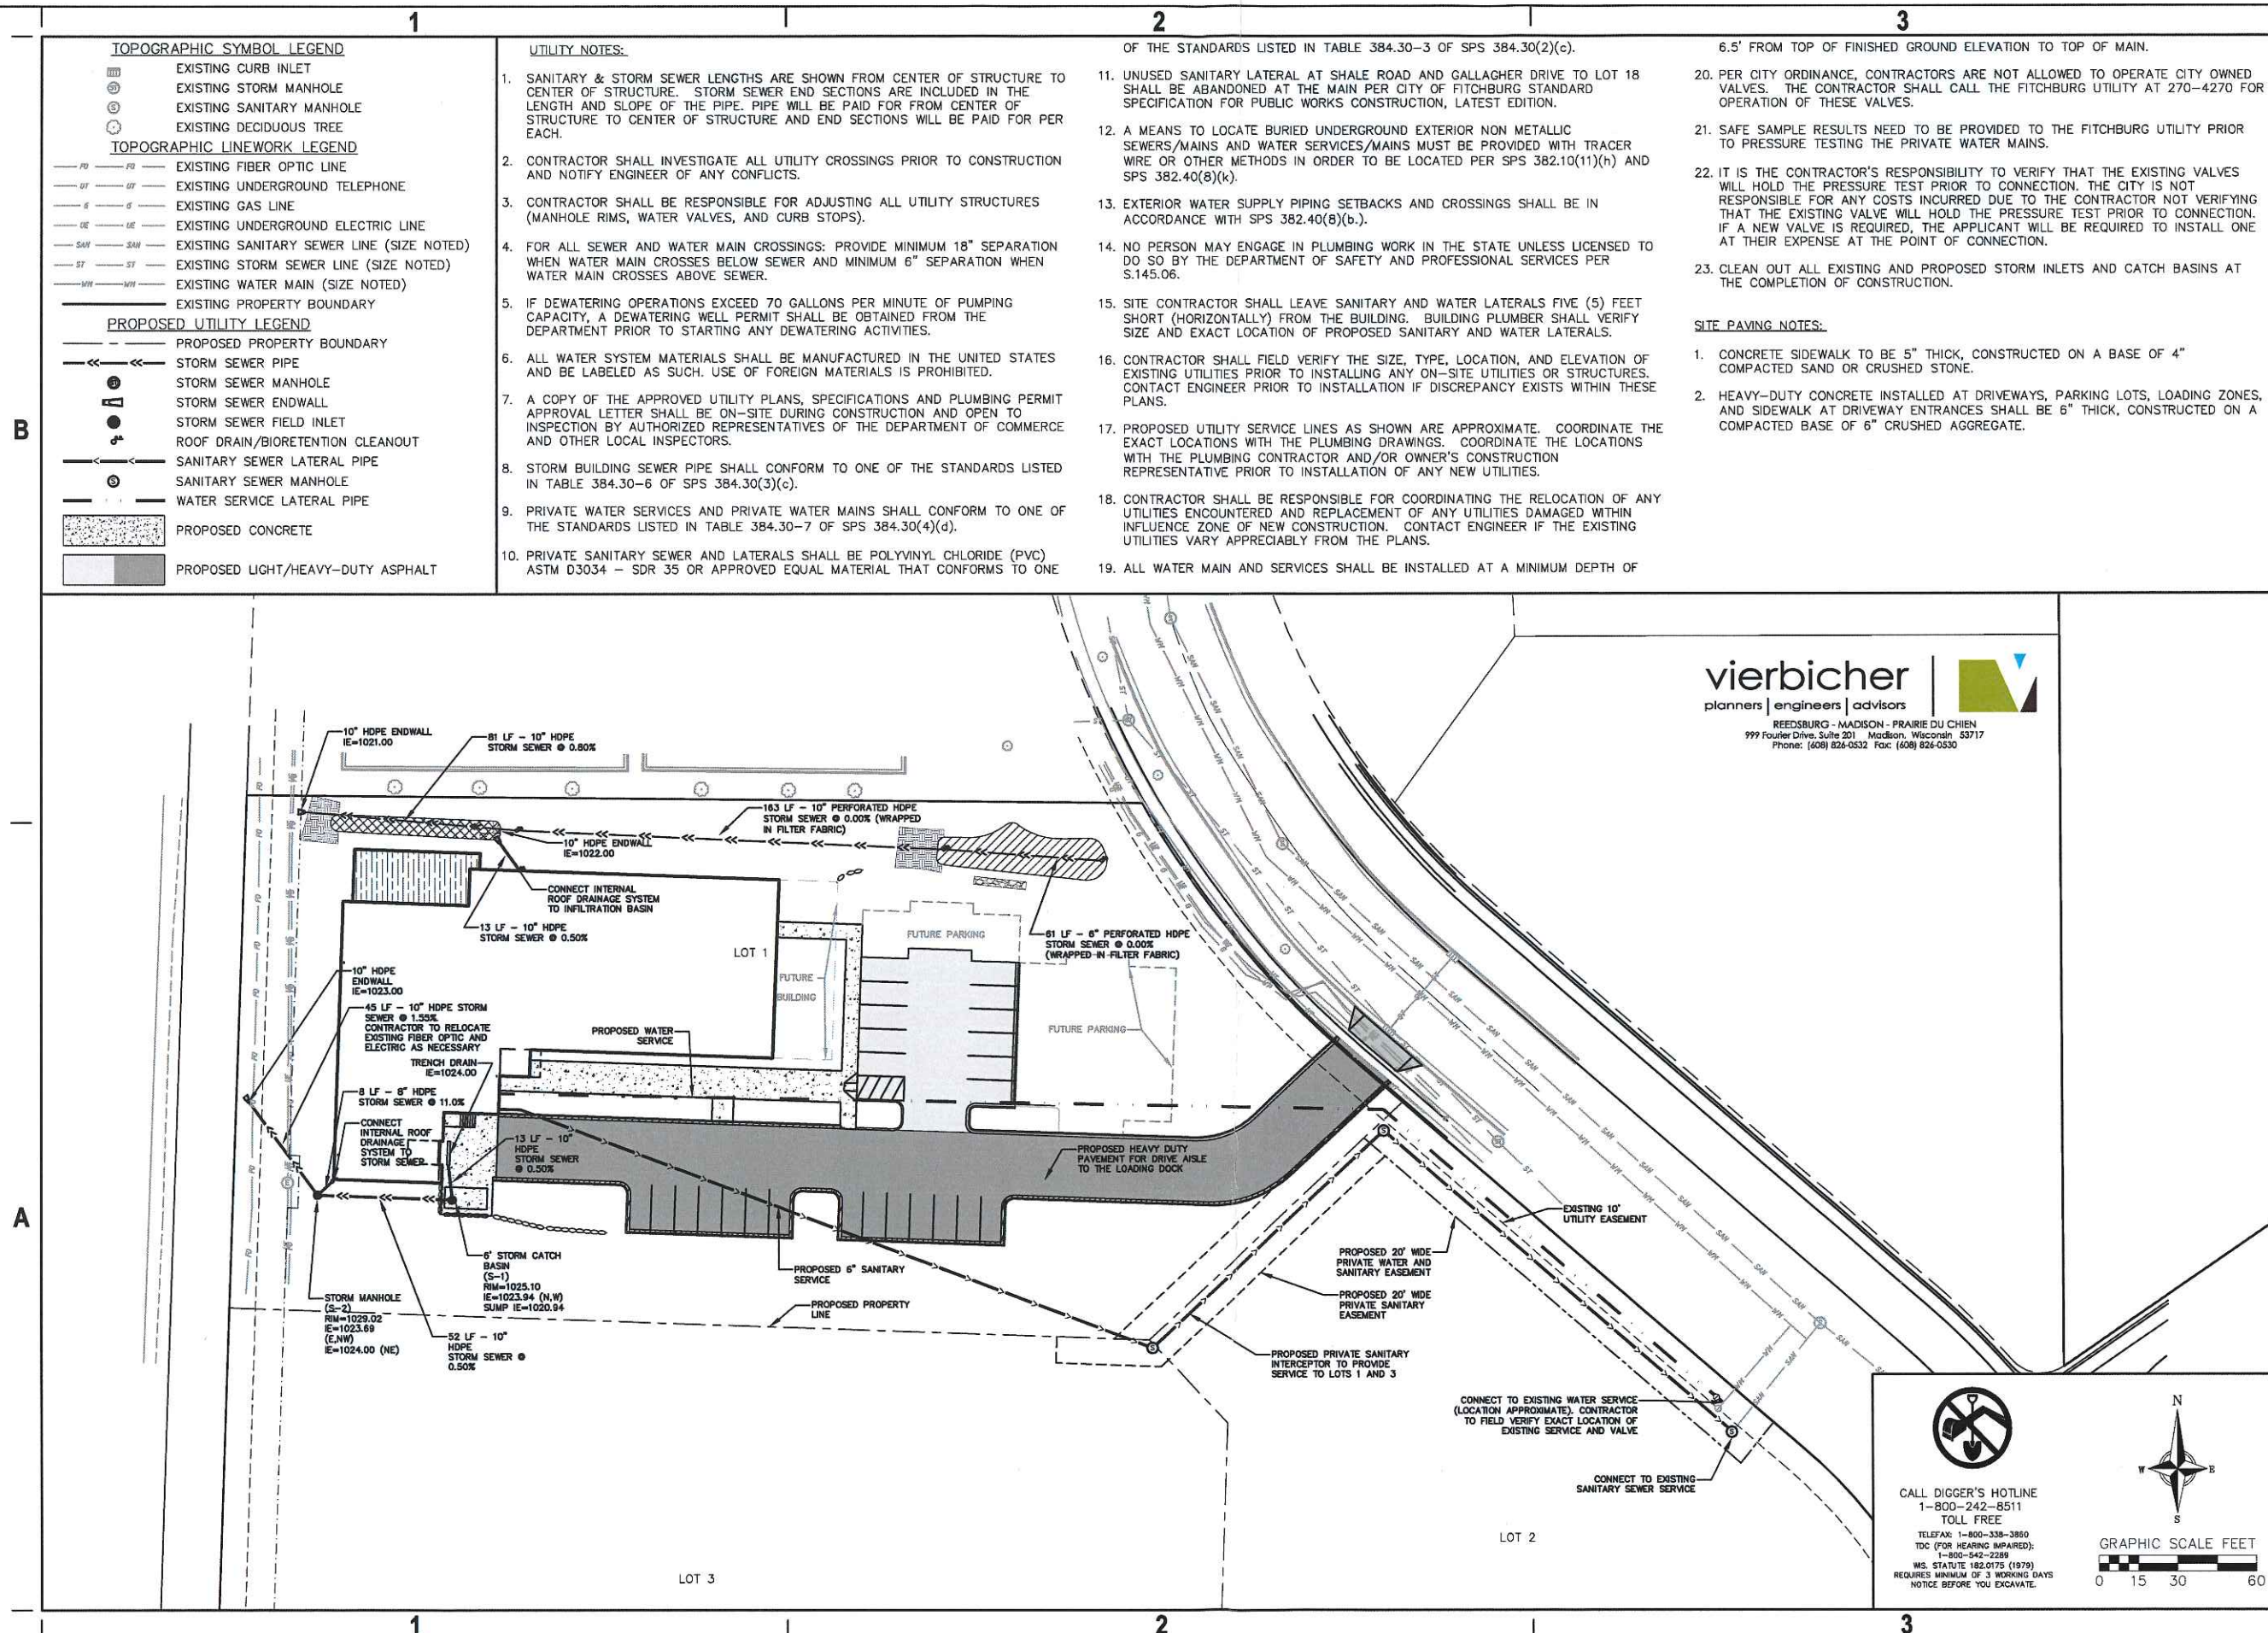 1
2
3
TOPOGRAPHIC SYMBOL LEGEND
EXISTING CURB INLET
EXISTING STORM MANHOLE
EXISTING SANITARY MANHOLE
EXISTING DECIDUOUS TREE
TOPOGRAPHIC LINEWORK LEGEND
FO FO EXISTING FIBER OPTIC LINE
UT UT EXISTING UNDERGROUND TELEPHONE
G G EXISTING GAS LINE
UE UE EXISTING UNDERGROUND ELECTRIC LINE
SAN SAN EXISTING SANITARY SEWER LINE (SIZE NOTED)
ST ST EXISTING STORM SEWER LINE (SIZE NOTED)
WM WM EXISTING WATER MAIN (SIZE NOTED)
EXISTING PROPERTY BOUNDARY
PROPOSED UTILITY LEGEND
PROPOSED PROPERTY BOUNDARY
STORM SEWER PIPE
STORM SEWER MANHOLE
STORM SEWER ENDWALL
STORM SEWER FIELD INLET
ROOF DRAIN/BIORETENTION CLEANOUT
SANITARY SEWER LATERAL PIPE
SANITARY SEWER MANHOLE
WATER SERVICE LATERAL PIPE
PROPOSED CONCRETE
PROPOSED LIGHT/HEAVY-DUTY ASPHALT
UTILITY NOTES:
1. SANITARY & STORM SEWER LENGTHS ARE SHOWN FROM CENTER OF STRUCTURE TO
CENTER OF STRUCTURE. STORM SEWER END SECTIONS ARE INCLUDED IN THE
LENGTH AND SLOPE OF THE PIPE. PIPE WILL BE PAID FOR FROM CENTER OF
STRUCTURE TO CENTER OF STRUCTURE AND END SECTIONS WILL BE PAID FOR PER
EACH.
2. CONTRACTOR SHALL INVESTIGATE ALL UTILITY CROSSINGS PRIOR TO CONSTRUCTION
AND NOTIFY ENGINEER OF ANY CONFLICTS.
3. CONTRACTOR SHALL BE RESPONSIBLE FOR ADJUSTING ALL UTILITY STRUCTURES
(MANHOLE RIMS, WATER VALVES, AND CURB STOPS).
4. FOR ALL SEWER AND WATER MAIN CROSSINGS: PROVIDE MINIMUM 18" SEPARATION
WHEN WATER MAIN CROSSES BELOW SEWER AND MINIMUM 6" SEPARATION WHEN
WATER MAIN CROSSES ABOVE SEWER.
5. IF DEWATERING OPERATIONS EXCEED 70 GALLONS PER MINUTE OF PUMPING
CAPACITY, A DEWATERING WELL PERMIT SHALL BE OBTAINED FROM THE
DEPARTMENT PRIOR TO STARTING ANY DEWATERING ACTIVITIES.
6. ALL WATER SYSTEM MATERIALS SHALL BE MANUFACTURED IN THE UNITED STATES
AND BE LABELED AS SUCH. USE OF FOREIGN MATERIALS IS PROHIBITED.
7. A COPY OF THE APPROVED UTILITY PLANS, SPECIFICATIONS AND PLUMBING PERMIT
APPROVAL LETTER SHALL BE ON-SITE DURING CONSTRUCTION AND OPEN TO
INSPECTION BY AUTHORIZED REPRESENTATIVES OF THE DEPARTMENT OF COMMERCE
AND OTHER LOCAL INSPECTORS.
8. STORM BUILDING SEWER PIPE SHALL CONFORM TO ONE OF THE STANDARDS LISTED
IN TABLE 384.30-6 OF SPS 384.30(3)(c).
9. PRIVATE WATER SERVICES AND PRIVATE WATER MAINS SHALL CONFORM TO ONE OF
THE STANDARDS LISTED IN TABLE 384.30-7 OF SPS 384.30(4)(d).
10. PRIVATE SANITARY SEWER AND LATERALS SHALL BE POLYVINYL CHLORIDE (PVC)
ASTM D3034 - SDR 35 OR APPROVED EQUAL MATERIAL THAT CONFORMS TO ONE
OF THE STANDARDS LISTED IN TABLE 384.30-3 OF SPS 384.30(2)(c).
11. UNUSED SANITARY LATERAL AT SHALE ROAD AND GALLAGHER DRIVE TO LOT 18
SHALL BE ABANDONED AT THE MAIN PER CITY OF FITCHBURG STANDARD
SPECIFICATION FOR PUBLIC WORKS CONSTRUCTION, LATEST EDITION.
12. A MEANS TO LOCATE BURIED UNDERGROUND EXTERIOR NON METALLIC
SEWERS/MAINS AND WATER SERVICES/MAINS MUST BE PROVIDED WITH TRACER
WIRE OR OTHER METHODS IN ORDER TO BE LOCATED PER SPS 382.10(11)(h) AND
SPS 382.40(8)(k).
13. EXTERIOR WATER SUPPLY PIPING SETBACKS AND CROSSINGS SHALL BE IN
ACCORDANCE WITH SPS 382.40(8)(b.).
14. NO PERSON MAY ENGAGE IN PLUMBING WORK IN THE STATE UNLESS LICENSED TO
DO SO BY THE DEPARTMENT OF SAFETY AND PROFESSIONAL SERVICES PER
S.145.06.
15. SITE CONTRACTOR SHALL LEAVE SANITARY AND WATER LATERALS FIVE (5) FEET
SHORT (HORIZONTALLY) FROM THE BUILDING. BUILDING PLUMBER SHALL VERIFY
SIZE AND EXACT LOCATION OF PROPOSED SANITARY AND WATER LATERALS.
16. CONTRACTOR SHALL FIELD VERIFY THE SIZE, TYPE, LOCATION, AND ELEVATION OF
EXISTING UTILITIES PRIOR TO INSTALLING ANY ON-SITE UTILITIES OR STRUCTURES.
CONTACT ENGINEER PRIOR TO INSTALLATION IF DISCREPANCY EXISTS WITHIN THESE
PLANS.
17. PROPOSED UTILITY SERVICE LINES AS SHOWN ARE APPROXIMATE. COORDINATE THE
EXACT LOCATIONS WITH THE PLUMBING DRAWINGS. COORDINATE THE LOCATIONS
WITH THE PLUMBING CONTRACTOR AND/OR OWNER'S CONSTRUCTION
REPRESENTATIVE PRIOR TO INSTALLATION OF ANY NEW UTILITIES.
18. CONTRACTOR SHALL BE RESPONSIBLE FOR COORDINATING THE RELOCATION OF ANY
UTILITIES ENCOUNTERED AND REPLACEMENT OF ANY UTILITIES DAMAGED WITHIN
INFLUENCE ZONE OF NEW CONSTRUCTION. CONTACT ENGINEER IF THE EXISTING
UTILITIES VARY APPRECIABLY FROM THE PLANS.
19. ALL WATER MAIN AND SERVICES SHALL BE INSTALLED AT A MINIMUM DEPTH OF
6.5' FROM TOP OF FINISHED GROUND ELEVATION TO TOP OF MAIN.
20. PER CITY ORDINANCE, CONTRACTORS ARE NOT ALLOWED TO OPERATE CITY OWNED
VALVES. THE CONTRACTOR SHALL CALL THE FITCHBURG UTILITY AT 270-4270 FOR
OPERATION OF THESE VALVES.
21. SAFE SAMPLE RESULTS NEED TO BE PROVIDED TO THE FITCHBURG UTILITY PRIOR
TO PRESSURE TESTING THE PRIVATE WATER MAINS.
22. IT IS THE CONTRACTOR'S RESPONSIBILITY TO VERIFY THAT THE EXISTING VALVES
WILL HOLD THE PRESSURE TEST PRIOR TO CONNECTION. THE CITY IS NOT
RESPONSIBLE FOR ANY COSTS INCURRED DUE TO THE CONTRACTOR NOT VERIFYING
THAT THE EXISTING VALVE WILL HOLD THE PRESSURE TEST PRIOR TO CONNECTION.
IF A NEW VALVE IS REQUIRED, THE APPLICANT WILL BE REQUIRED TO INSTALL ONE
AT THEIR EXPENSE AT THE POINT OF CONNECTION.
23. CLEAN OUT ALL EXISTING AND PROPOSED STORM INLETS AND CATCH BASINS AT
THE COMPLETION OF CONSTRUCTION.
SITE PAVING NOTES:
1. CONCRETE SIDEWALK TO BE 5" THICK, CONSTRUCTED ON A BASE OF 4"
COMPACTED SAND OR CRUSHED STONE.
2. HEAVY-DUTY CONCRETE INSTALLED AT DRIVEWAYS, PARKING LOTS, LOADING ZONES,
AND SIDEWALK AT DRIVEWAY ENTRANCES SHALL BE 6" THICK, CONSTRUCTED ON A
COMPACTED BASE OF 6" CRUSHED AGGREGATE.
B
vierbicher
planners | engineers | advisors
REEDSBURG - MADISON - PRAIRIE DU CHIEN
999 Fourier Drive, Suite 201 Madison, Wisconsin 53717
Phone: (608) 826-0532 Fax: (608) 826-0530
10" HDPE ENDWALL
IE=1021.00
81 LF - 10" HDPE
STORM SEWER @ 0.80%
163 LF - 10" PERFORATED HDPE
STORM SEWER @ 0.00% (WRAPPED
IN FILTER FABRIC)
10" HDPE ENDWALL
IE=1022.00
CONNECT INTERNAL
ROOF DRAINAGE SYSTEM
TO INFILTRATION BASIN
13 LF - 10" HDPE
STORM SEWER @ 0.50%
61 LF - 6" PERFORATED HDPE
STORM SEWER @ 0.00%
(WRAPPED IN FILTER FABRIC)
LOT 1
FUTURE PARKING
FUTURE
BUILDING
FUTURE PARKING
10" HDPE
ENDWALL
IE=1023.00
45 LF - 10" HDPE STORM
SEWER @ 1.55%
CONTRACTOR TO RELOCATE
EXISTING FIBER OPTIC AND
ELECTRIC AS NECESSARY
PROPOSED WATER
SERVICE
TRENCH DRAIN
IE=1024.00
8 LF - 8" HDPE
STORM SEWER @ 11.0%
CONNECT
INTERNAL ROOF
DRAINAGE
SYSTEM TO
STORM SEWER
13 LF - 10"
HDPE
STORM SEWER
@ 0.50%
PROPOSED HEAVY DUTY
PAVEMENT FOR DRIVE AISLE
TO THE LOADING DOCK
A
EXISTING 10'
UTILITY EASEMENT
6' STORM CATCH
BASIN
(S-1)
RIM=1025.10
IE=1023.94 (N,W)
SUMP IE=1020.94
PROPOSED 6" SANITARY
SERVICE
PROPOSED 20' WIDE
PRIVATE WATER AND
SANITARY EASEMENT
PROPOSED 20' WIDE
PRIVATE SANITARY
EASEMENT
STORM MANHOLE
(S-2)
RIM=1029.02
IE=1023.69
(E,NW)
IE=1024.00 (NE)
PROPOSED PROPERTY
LINE
52 LF - 10"
HDPE
STORM SEWER @
0.50%
PROPOSED PRIVATE SANITARY
INTERCEPTOR TO PROVIDE
SERVICE TO LOTS 1 AND 3
CONNECT TO EXISTING WATER SERVICE
(LOCATION APPROXIMATE). CONTRACTOR
TO FIELD VERIFY EXACT LOCATION OF
EXISTING SERVICE AND VALVE
CONNECT TO EXISTING
SANITARY SEWER SERVICE
LOT 2
LOT 3
CALL DIGGER'S HOTLINE
1-800-242-8511
TOLL FREE
TELEFAX: 1-800-338-3860
TDC (FOR HEARING IMPAIRED):
1-800-542-2289
WIS. STATUTE 182.0175 (1979)
REQUIRES MINIMUM OF 3 WORKING DAYS
NOTICE BEFORE YOU EXCAVATE.
N
W E
S
GRAPHIC SCALE FEET
0 15 30 60
1
2
3